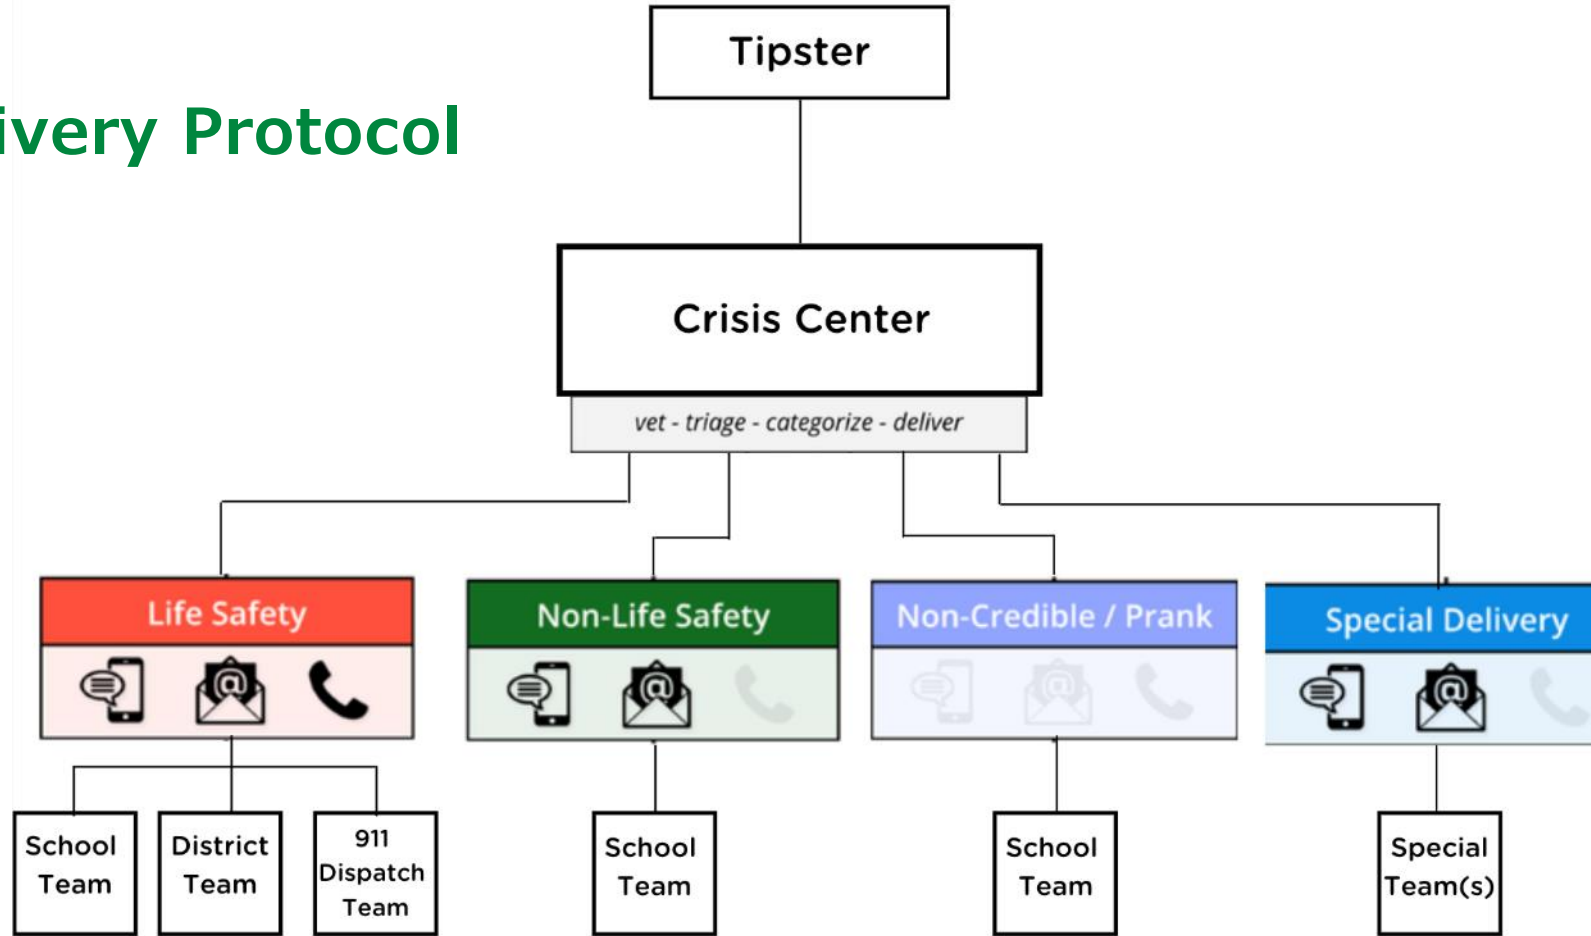 Tipster
ivery Protocol
Crisis Center
vet - triage - categorize - deliver
Life Safety
Non-Life Safety
Non-Credible / Prank
Special Delivery
@
@
@
@
School
Team
District
Team
911
Dispatch
Team
School
Team
School
Team
Special
Team(s)